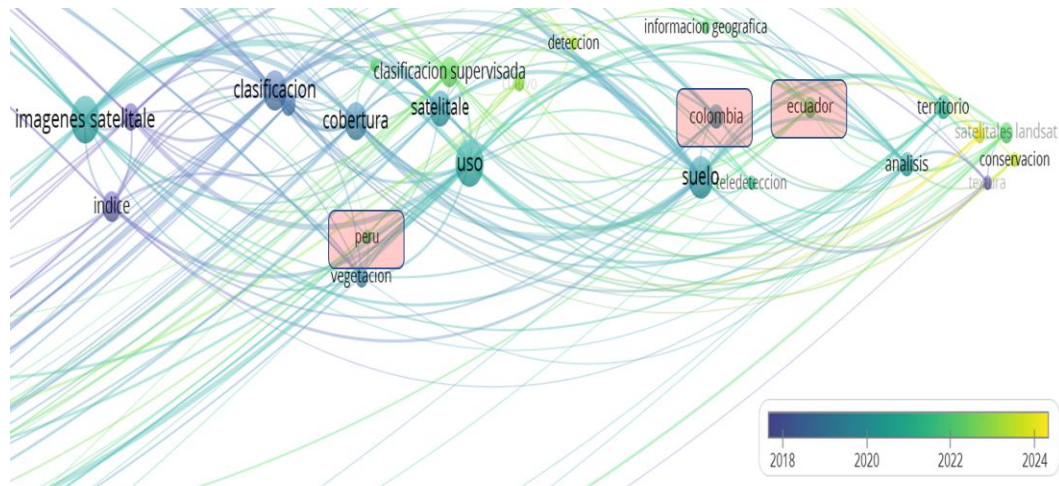 informacion geografica
deteccion
clasificacion supervisada
clasificacion
satelitale
imagenes satelitale
cobertura
colombia
ecuador
territorio
satelitales landsat
uso
suelo
teledeteccion
analisis
conservacion
textura
indice
peru
vegetacion
2018
2020
2022
2024